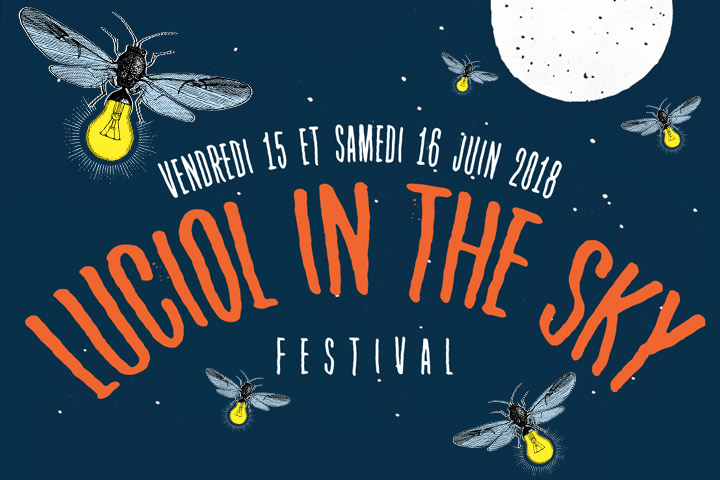 VENDREDI 15 ET SAMEDI 16 JUIN 2018
LUCIOL IN THE SKY
FESTIVAL